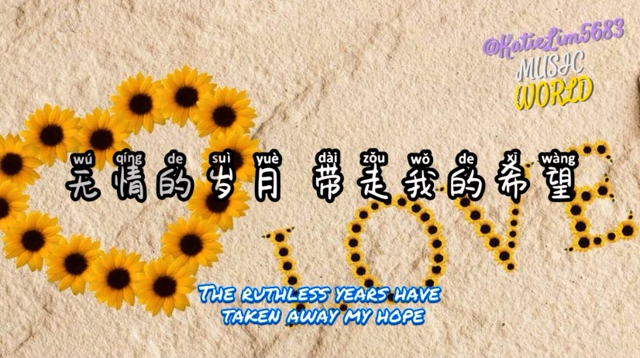 @KatieLim5683
MUSIC
WORLD
wú qíng de suì yuè dài zǒu wǒ de xī wàng
无情的岁月 带走我的希望
LOVE
THE RUTHLESS YEARS HAVE
TAKEN AWAY MY HOPE